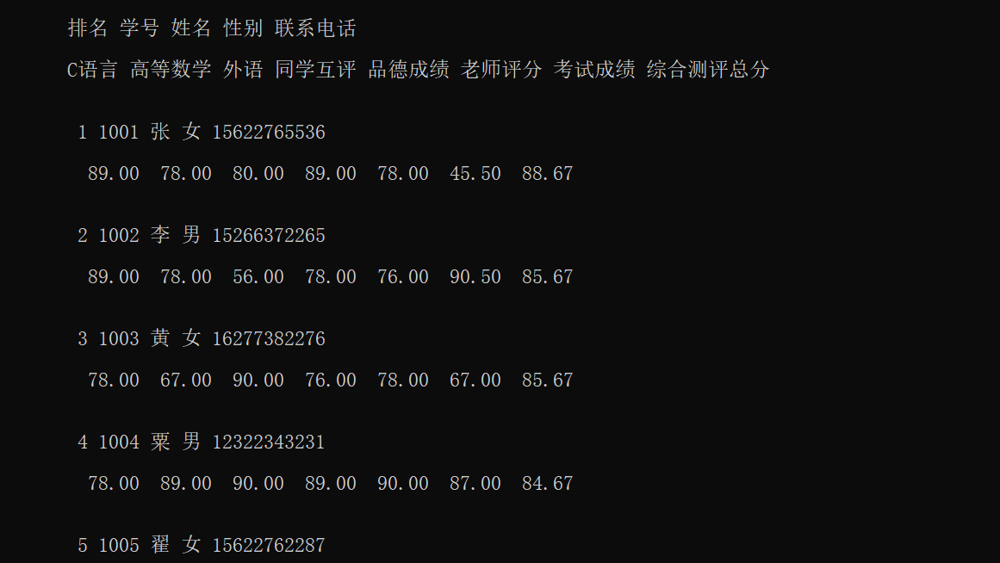 排名 学号 姓名 性别 联系电话
C语言 高等数学 外语 同学互评 品德成绩 老师评分 考试成绩 综合测评总分
1 1001 张 女 15622765536
89.00 78.00 80.00 89.00 78.00 45.50 88.67
2 1002 李 男 15266372265
89.00 78.00 56.00 78.00 76.00 90.50 85.67
3 1003 黄 女 16277382276
78.00 67.00 90.00 76.00 78.00 67.00 85.67
4 1004 粟 男 12322343231
78.00 89.00 90.00 89.00 90.00 87.00 84.67
5 1005 翟 女 15622762287